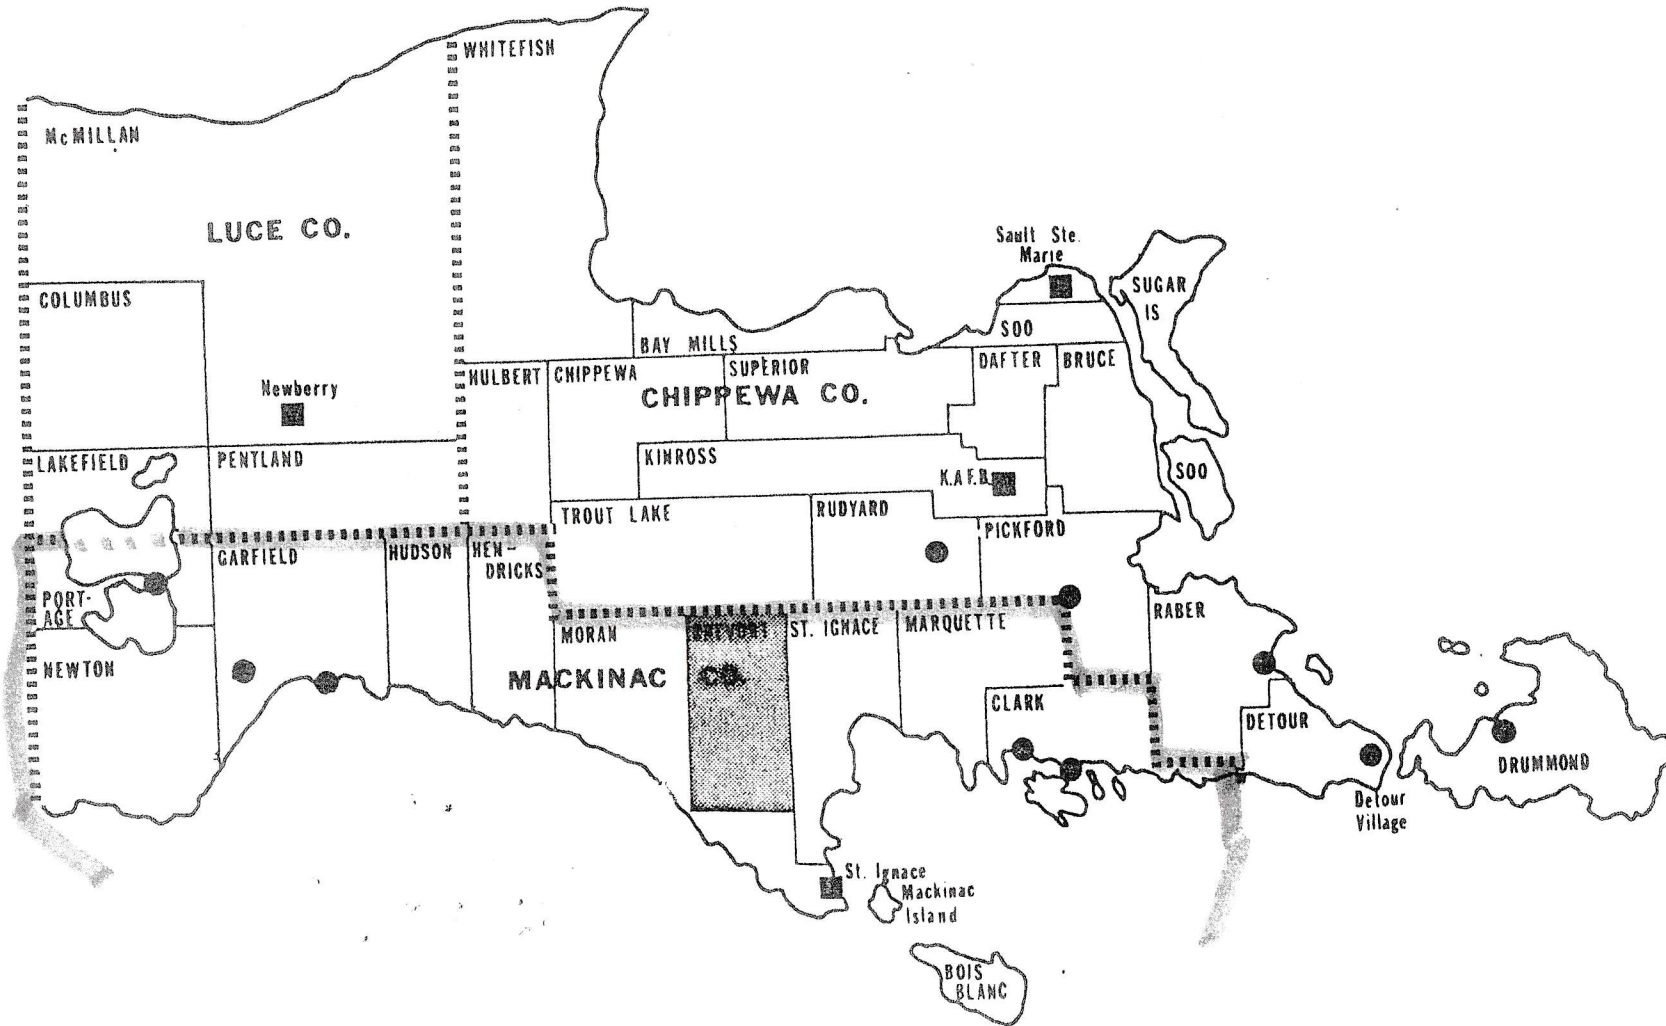 WHITEFISH
McMILLAN
LUCE CO.
Sault Ste.
Marie
SUGAR
IS
COLUMBUS
SOO
BAY MILLS
DAFTER
BRUCE
HULBERT
CHIPPEWA
SUPERIOR
Newberry
CHIPPEWA CO.
LAKEFIELD
PENTLAND
KINROSS
K.A.F.B.
SOO
TROUT LAKE
RUDYARD
PICKFORD
GARFIELD
HUDSON
HEN-
DRICKS
PORT-
AGE
RABER
MORAN
BREVORT
ST. IGNACE
MARQUETTE
NEWTON
MACKINAC CO.
CLARK
DETOUR
DRUMMOND
Detour
Village
St. Ignace
Mackinac
Island
BOIS
BLANC